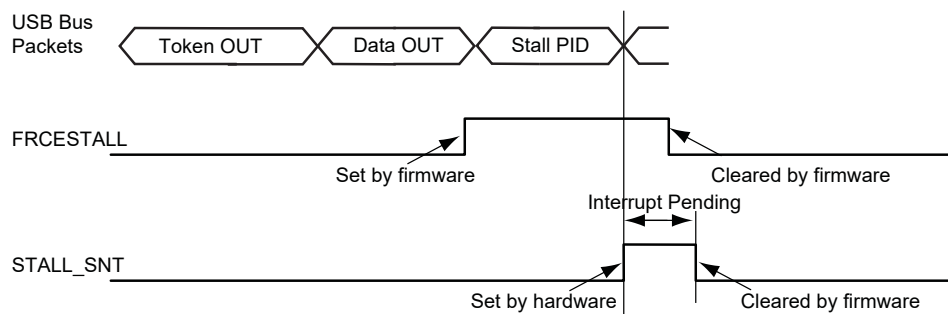 USB Bus
Packets
Token OUT
Data OUT
Stall PID
FRCESTALL
Set by firmware
Cleared by firmware
Interrupt Pending
STALL_SNT
Set by hardware
Cleared by firmware